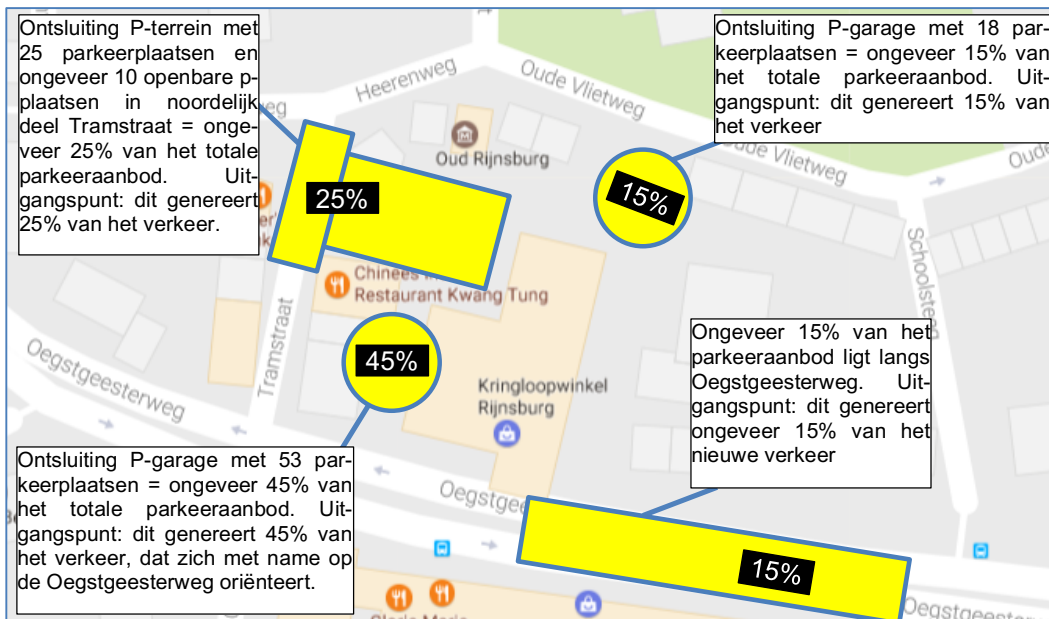 Ontsluiting P-terrein met
25 parkeerplaatsen en
ongeveer 10 openbare p-
plaatsen in noordelijk
deel Tramstraat = onge-
veer 25% van het totale
parkeeraanbod. Uit-
gangspunt: dit genereert
25% van het verkeer.
Ontsluiting P-garage met 18 par-
keerplaatsen = ongeveer 15% van
het totale parkeeraanbod. Uit-
gangspunt: dit genereert 15% van
het verkeer
Heerenweg
Oude Vlietweg
eg
Oud Rijnsburg
Oude Vlietweg
Oude
25%
15%
Chinees
Restaurant Kwang Tung
Schoolsteeg
Oegstgeesterweg
Tramstraat
45%
Kringloopwinkel
Rijnsburg
Ongeveer 15% van het
parkeeraanbod ligt langs
Oegstgeesterweg. Uit-
gangspunt: dit genereert
ongeveer 15% van het
nieuwe verkeer
Ontsluiting P-garage met 53 par-
keerplaatsen = ongeveer 45% van
het totale parkeeraanbod. Uit-
gangspunt: dit genereert 45% van
het verkeer, dat zich met name op
de Oegstgeesterweg oriënteert.
Oegstgee
15%
Oegstgeesterw